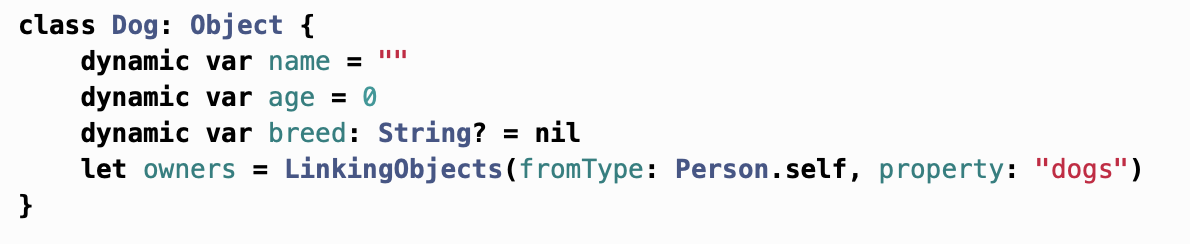 class Dog: Object {
    dynamic var name = ""
    dynamic var age = 0
    dynamic var breed: String? = nil
    let owners = LinkingObjects(fromType: Person.self, property: "dogs")
}